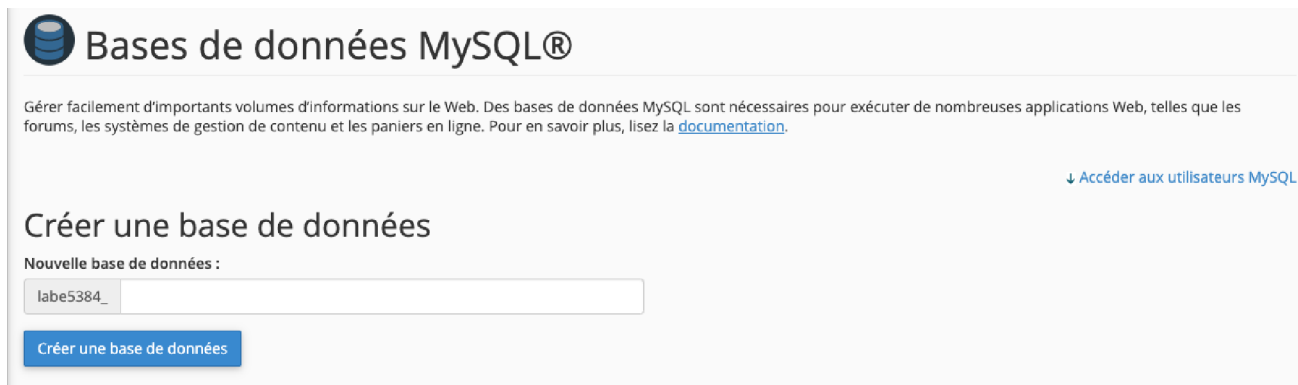 Bases de données MySQL®
Gérer facilement d'importants volumes d'informations sur le Web. Des bases de données MySQL sont nécessaires pour exécuter de nombreuses applications Web, telles que les
forums, les systèmes de gestion de contenu et les paniers en ligne. Pour en savoir plus, lisez la documentation.
↓ Accéder aux utilisateurs MySQL
Créer une base de données
Nouvelle base de données :
labe5384_
Créer une base de données